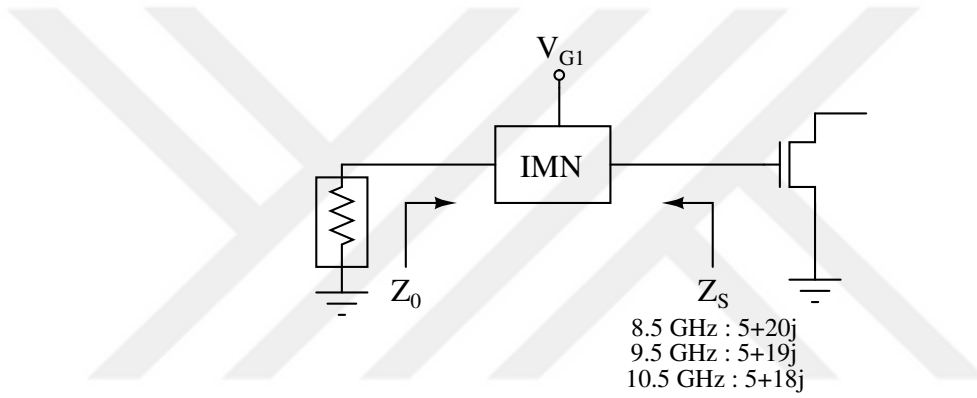 V_G1
IMN
Z_0
Z_S
8.5 GHz : 5+20j
9.5 GHz : 5+19j
10.5 GHz : 5+18j